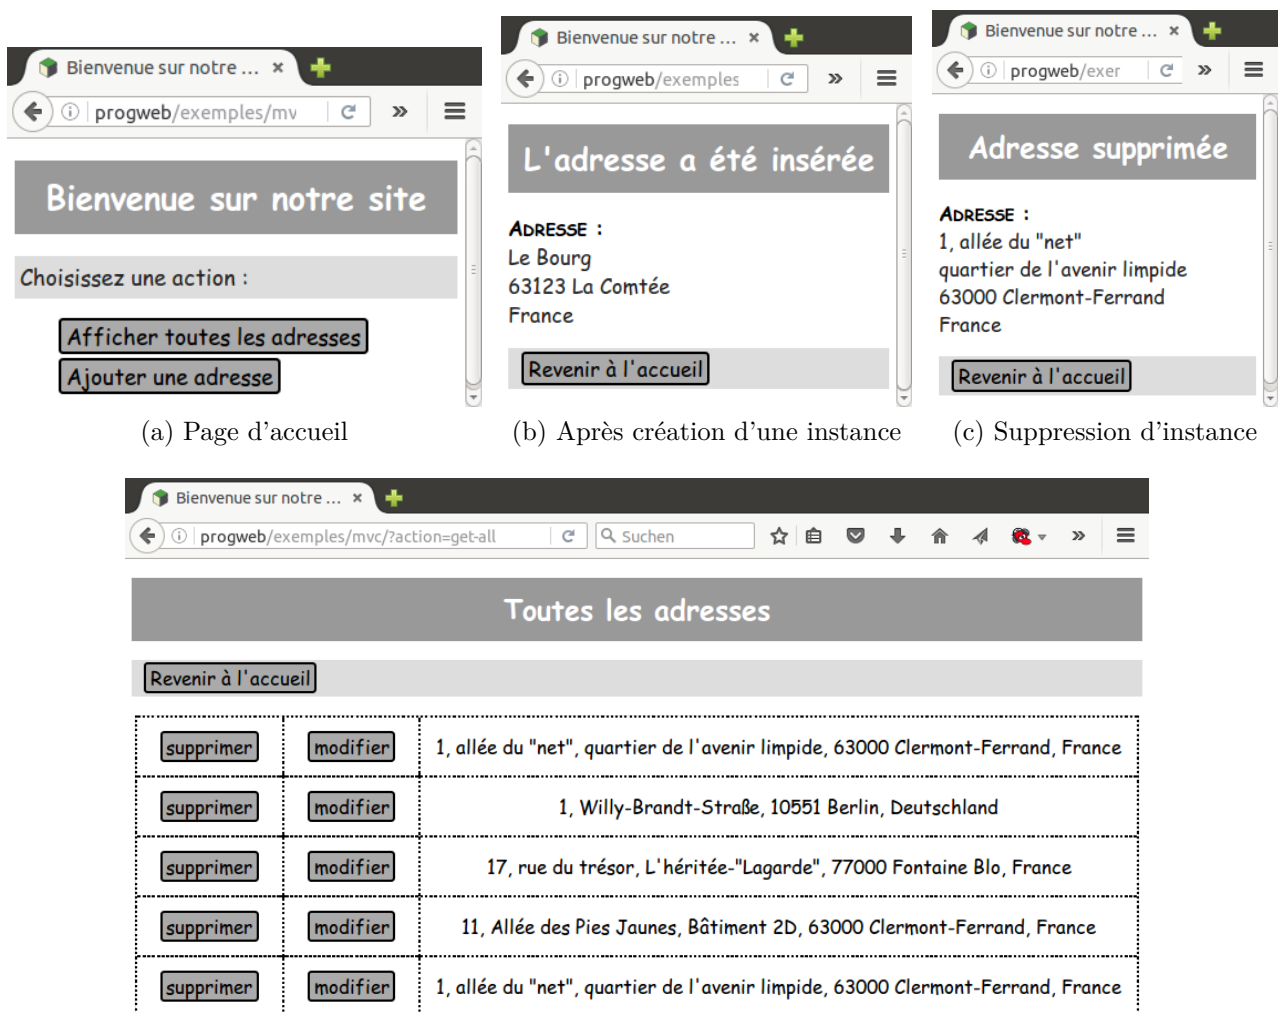 Bienvenue sur notre ...
progweb/exemples/mv
Bienvenue sur notre site
Choisissez une action :
Afficher toutes les adresses
Ajouter une adresse
(a) Page d'accueil
Bienvenue sur notre ...
progweb/exemples
L'adresse a été insérée
ADRESSE :
Le Bourg
63123 La Comtée
France
Revenir à l'accueil
(b) Après création d'une instance
Bienvenue sur notre ...
progweb/exer
Adresse supprimée
ADRESSE :
1, allée du "net"
quartier de l'avenir limpide
63000 Clermont-Ferrand
France
Revenir à l'accueil
(c) Suppression d'instance
Bienvenue sur notre ...
progweb/exemples/mvc/?action=get-all
Suchen
Toutes les adresses
Revenir à l'accueil
supprimer modifier 1, allée du "net", quartier de l'avenir limpide, 63000 Clermont-Ferrand, France
supprimer modifier 1, Willy-Brandt-Straße, 10551 Berlin, Deutschland
supprimer modifier 17, rue du trésor, L'héritée-"Lagarde", 77000 Fontaine Blo, France
supprimer modifier 11, Allée des Pies Jaunes, Bâtiment 2D, 63000 Clermont-Ferrand, France
supprimer modifier 1, allée du "net", quartier de l'avenir limpide, 63000 Clermont-Ferrand, France